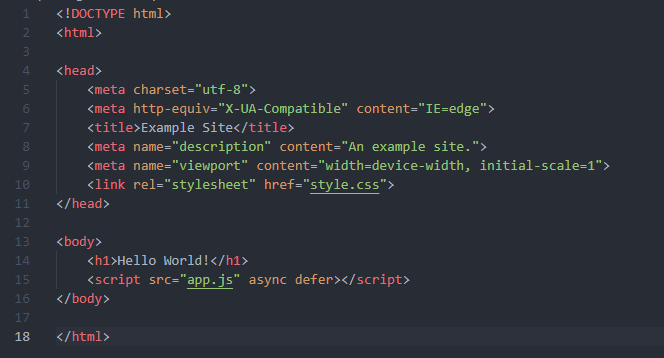 1 <!DOCTYPE html>
2 <html>
3
4 <head>
5     <meta charset="utf-8">
6     <meta http-equiv="X-UA-Compatible" content="IE=edge">
7     <title>Example Site</title>
8     <meta name="description" content="An example site.">
9     <meta name="viewport" content="width=device-width, initial-scale=1">
10     <link rel="stylesheet" href="style.css">
11 </head>
12
13 <body>
14     <h1>Hello World!</h1>
15     <script src="app.js" async defer></script>
16 </body>
17
18 </html>